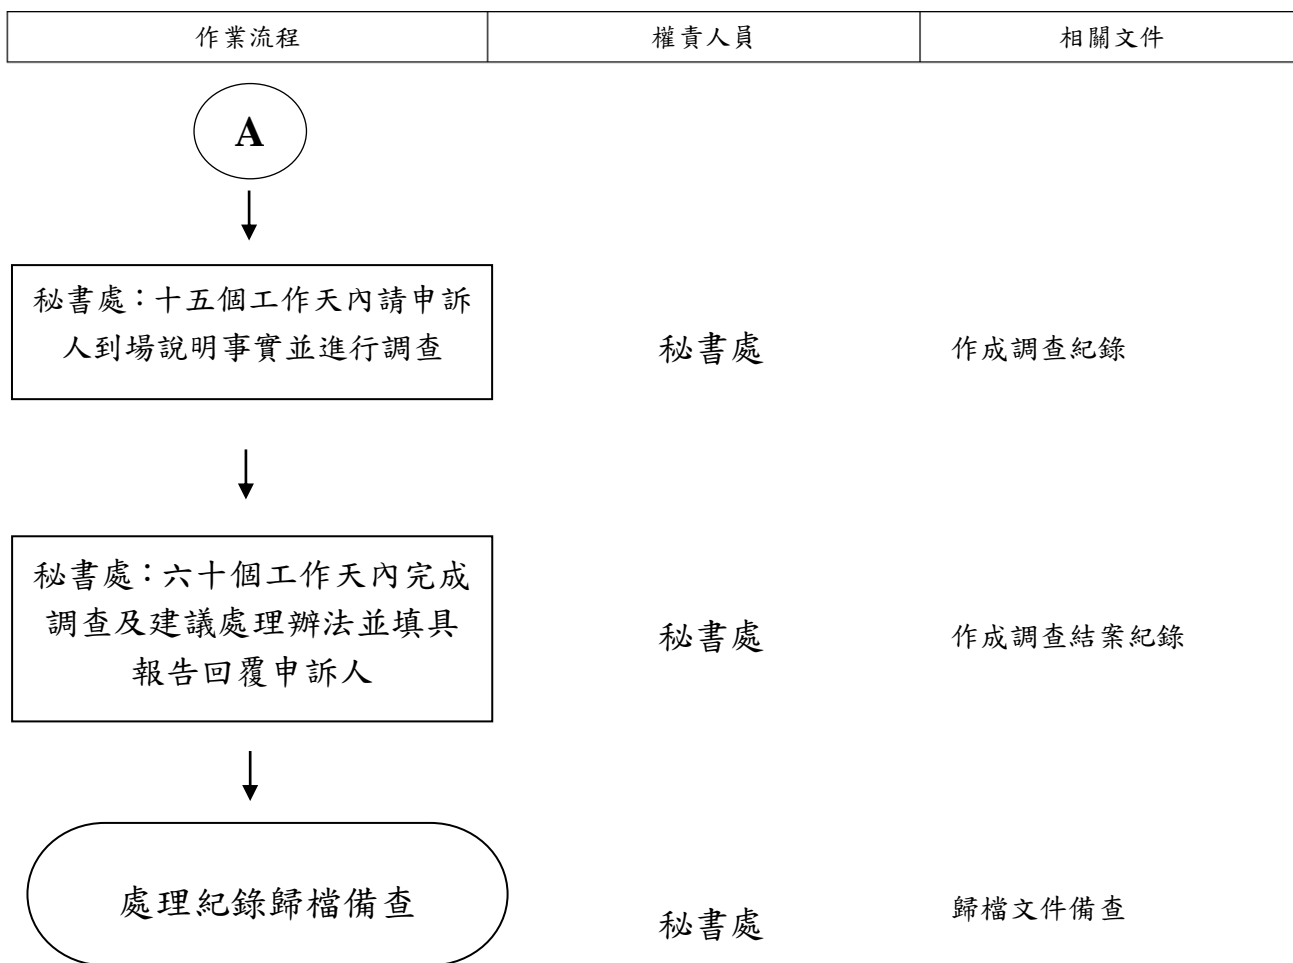 作業流程
權責人員
相關文件
A
秘書處：十五個工作天內請申訴
人到場說明事實並進行調查
秘書處
作成調查紀錄
秘書處：六十個工作天內完成
調查及建議處理辦法並填具
報告回覆申訴人
秘書處
作成調查結案紀錄
處理紀錄歸檔備查
秘書處
歸檔文件備查